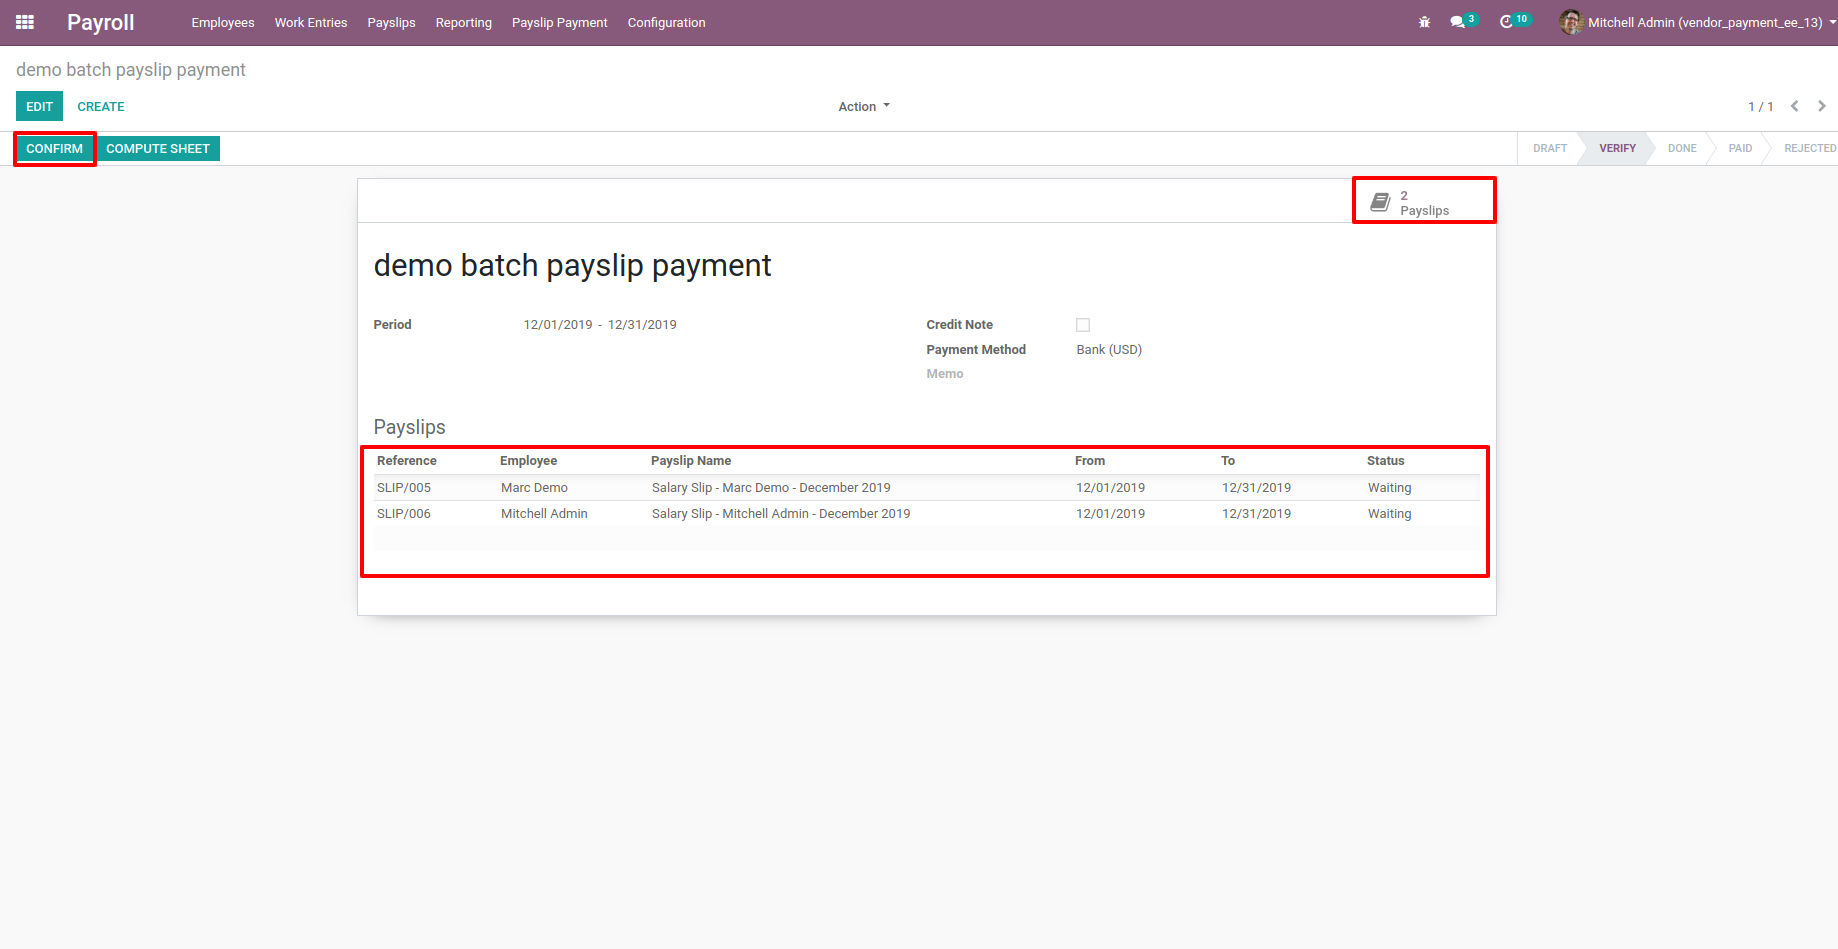 Payroll Employees Work Entries Payslips Reporting Payslip Payment Configuration 3 10 Mitchell Admin (vendor_payment_ee_13)
demo batch payslip payment
EDIT CREATE Action 1 / 1
CONFIRM COMPUTE SHEET DRAFT VERIFY DONE PAID REJECTED
2
Payslips
demo batch payslip payment
Period 12/01/2019 - 12/31/2019 Credit Note
Payment Method Bank (USD)
Memo
Payslips
Reference Employee Payslip Name From To Status
SLIP/005 Marc Demo Salary Slip - Marc Demo - December 2019 12/01/2019 12/31/2019 Waiting
SLIP/006 Mitchell Admin Salary Slip - Mitchell Admin - December 2019 12/01/2019 12/31/2019 Waiting